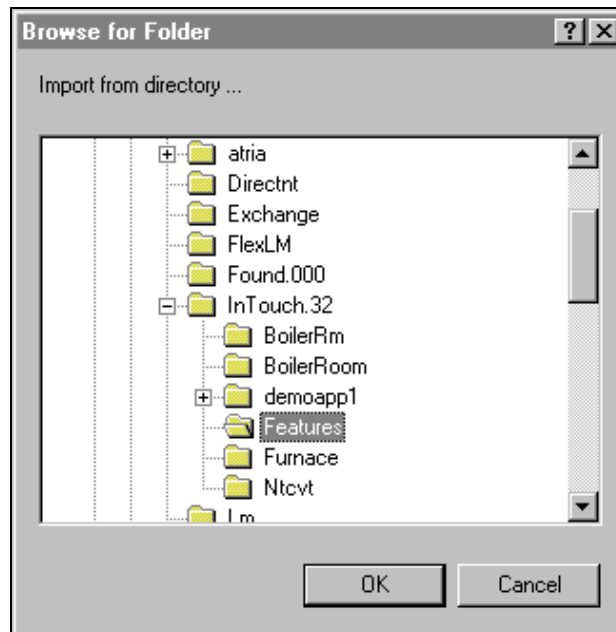 Browse for Folder
Import from directory ...
atria
Directnt
Exchange
FlexLM
Found.000
InTouch.32
BoilerRm
BoilerRoom
demoapp1
Features
Furnace
Ntcvt
Lm
OK Cancel